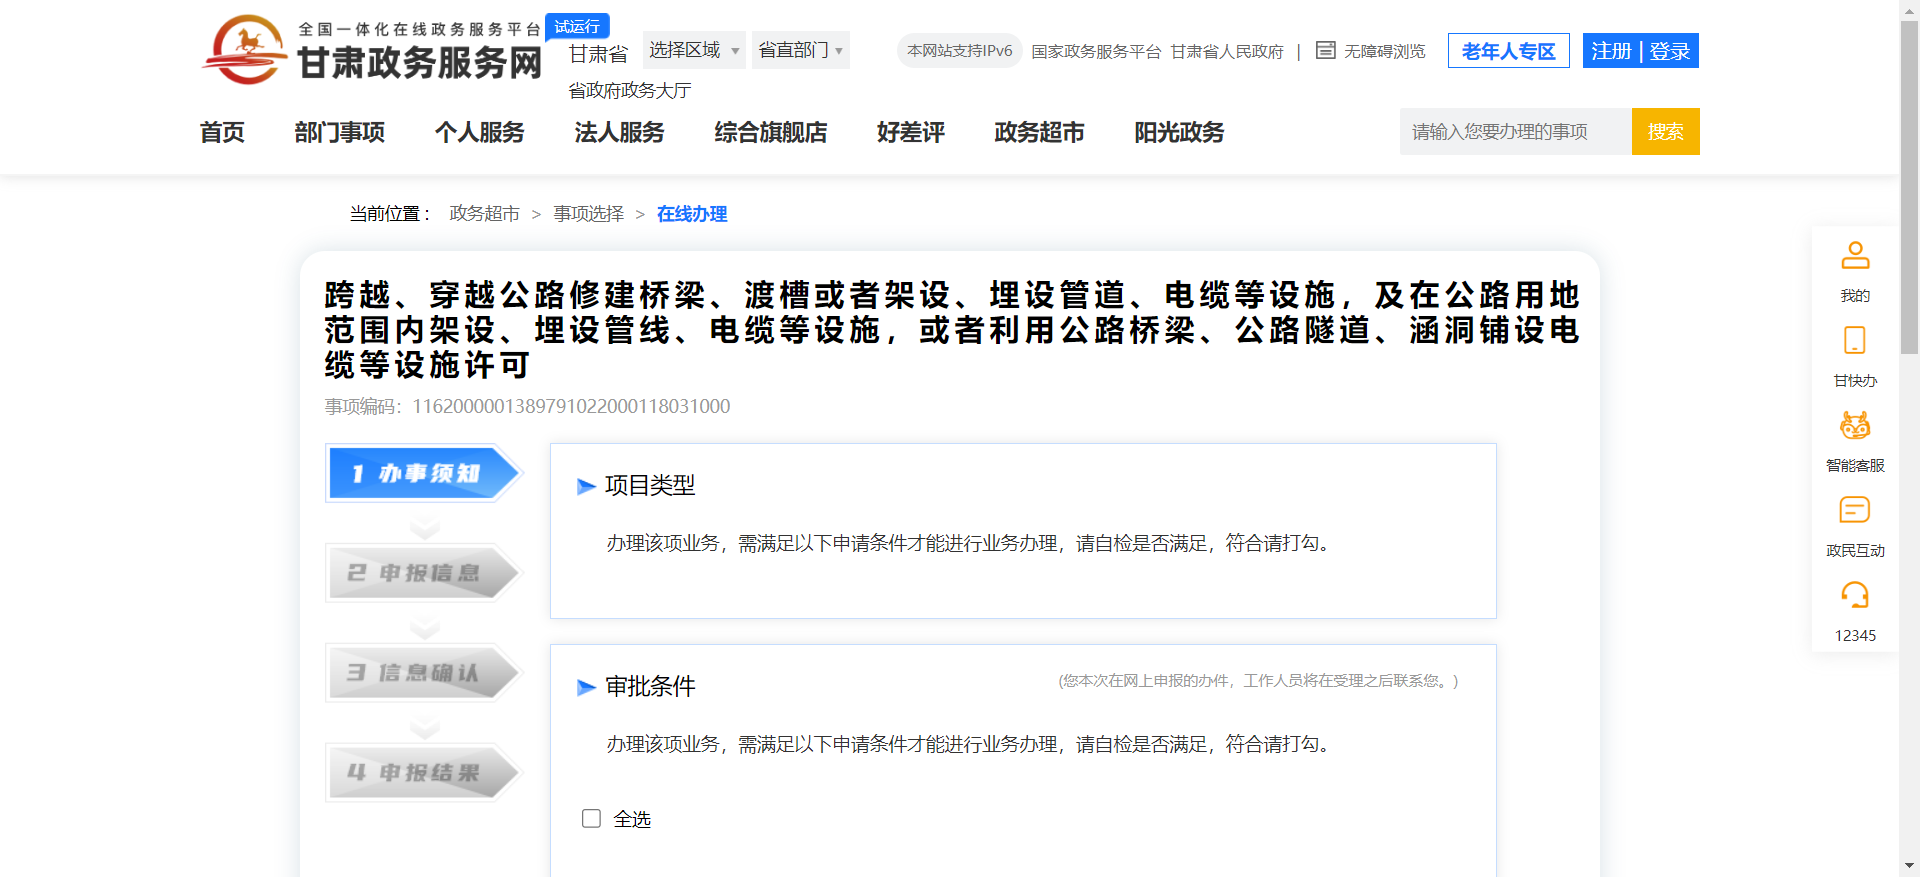 全国一体化在线政务服务平台
甘肃政务服务网
试运行
甘肃省
选择区域
省直部门
省政府政务大厅
本网站支持IPv6
国家政务服务平台
甘肃省人民政府
|
无障碍浏览
老年人专区
注册 | 登录
首页
部门事项
个人服务
法人服务
综合旗舰店
好差评
政务超市
阳光政务
请输入您要办理的事项
搜索
当前位置： 政务超市 > 事项选择 > 在线办理
跨越、穿越公路修建桥梁、渡槽或者架设、埋设管道、电缆等设施，及在公路用地
范围内架设、埋设管线、电缆等设施，或者利用公路桥梁、公路隧道、涵洞铺设电
缆等设施许可
事项编码：1162000001389791022000118031000
1 办事须知
2 申报信息
3 信息确认
4 申报结果
项目类型
办理该项业务，需满足以下申请条件才能进行业务办理，请自检是否满足，符合请打勾。
审批条件
(您本次在网上申报的办件，工作人员将在受理之后联系您。)
办理该项业务，需满足以下申请条件才能进行业务办理，请自检是否满足，符合请打勾。
全选
我的
甘快办
智能客服
政民互动
12345